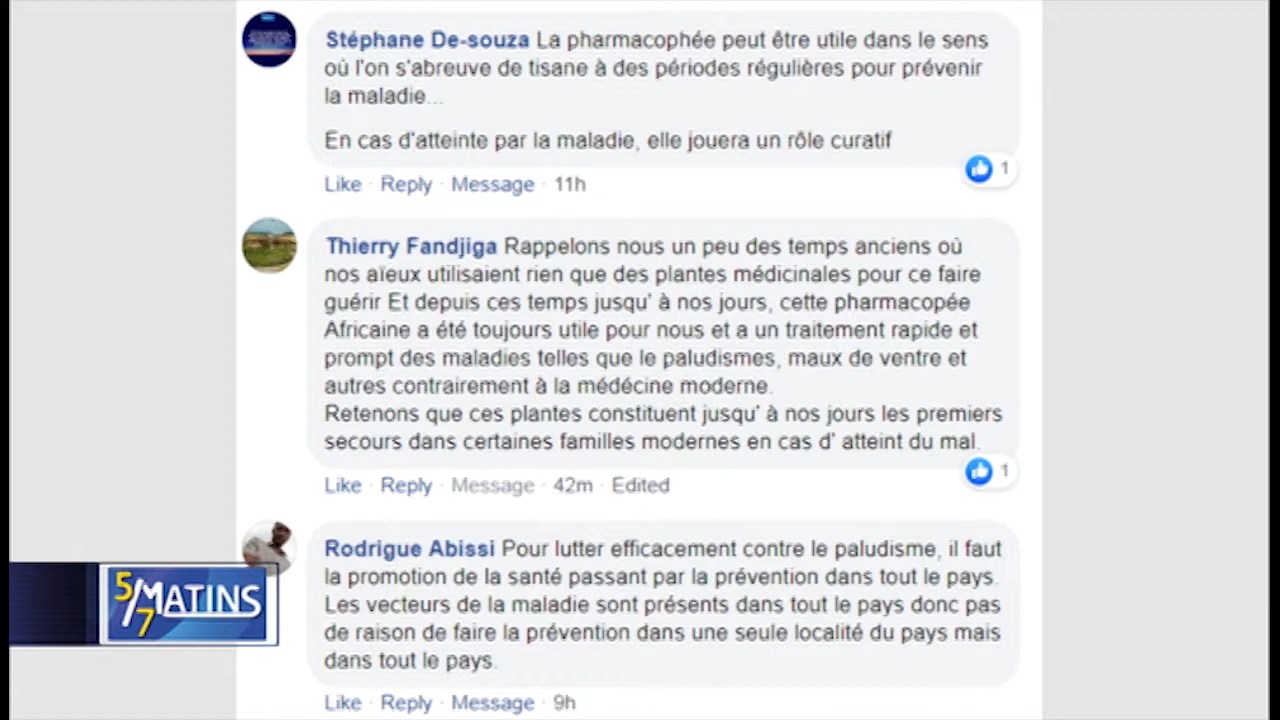 Stéphane De-souza La pharmacophée peut être utile dans le sens
où l'on s'abreuve de tisane à des périodes régulières pour prévenir
la maladie...
En cas d'atteinte par la maladie, elle jouera un rôle curatif
1
Like · Reply · Message · 11h
Thierry Fandjiga Rappelons nous un peu des temps anciens où
nos aïeux utilisaient rien que des plantes médicinales pour ce faire
guérir Et depuis ces temps jusqu' à nos jours, cette pharmacopée
Africaine a été toujours utile pour nous et a un traitement rapide et
prompt des maladies telles que le paludismes, maux de ventre et
autres contrairement à la médécine moderne.
Retenons que ces plantes constituent jusqu' à nos jours les premiers
secours dans certaines familles modernes en cas d' atteint du mal.
1
Like · Reply · Message · 42m · Edited
Rodrigue Abissi Pour lutter efficacement contre le paludisme, il faut
la promotion de la santé passant par la prévention dans tout le pays.
Les vecteurs de la maladie sont présents dans tout le pays donc pas
de raison de faire la prévention dans une seule localité du pays mais
dans tout le pays.
Like · Reply · Message · 9h
5/7 MATINS